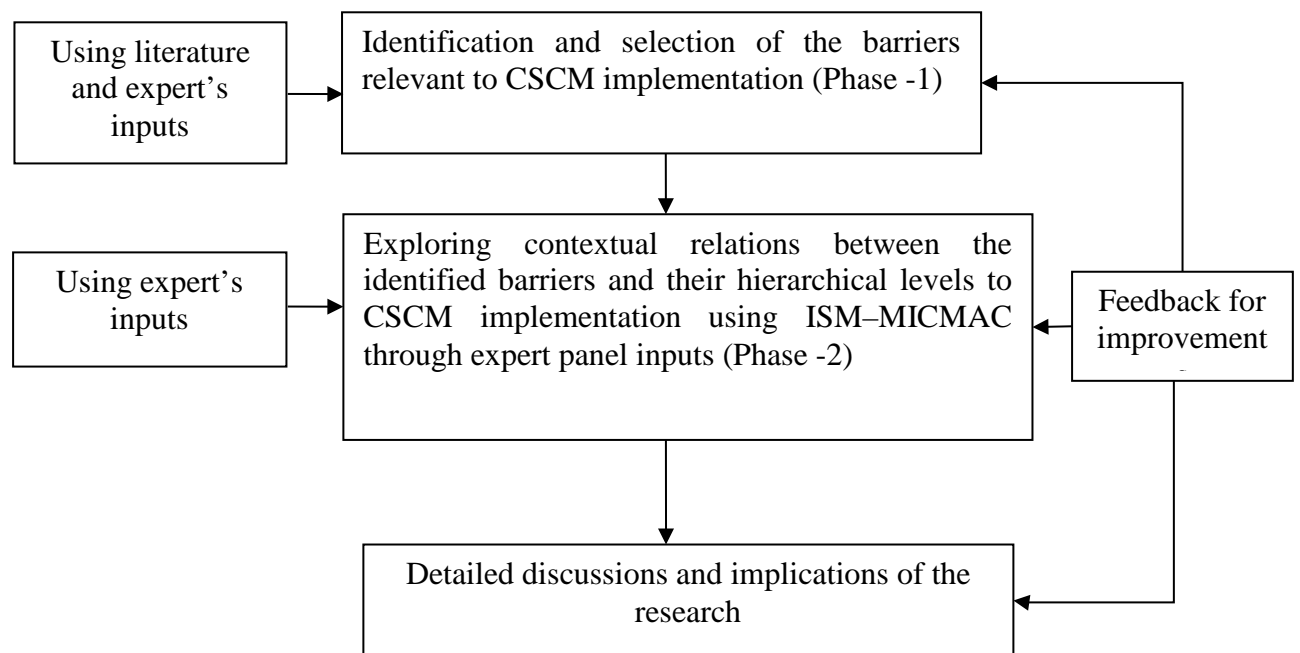 Using literature
and expert’s
inputs
Identification and selection of the barriers
relevant to CSCM implementation (Phase -1)
Using expert’s
inputs
Exploring contextual relations between the
identified barriers and their hierarchical levels to
CSCM implementation using ISM–MICMAC
through expert panel inputs (Phase -2)
Feedback for
improvement
Detailed discussions and implications of the
research